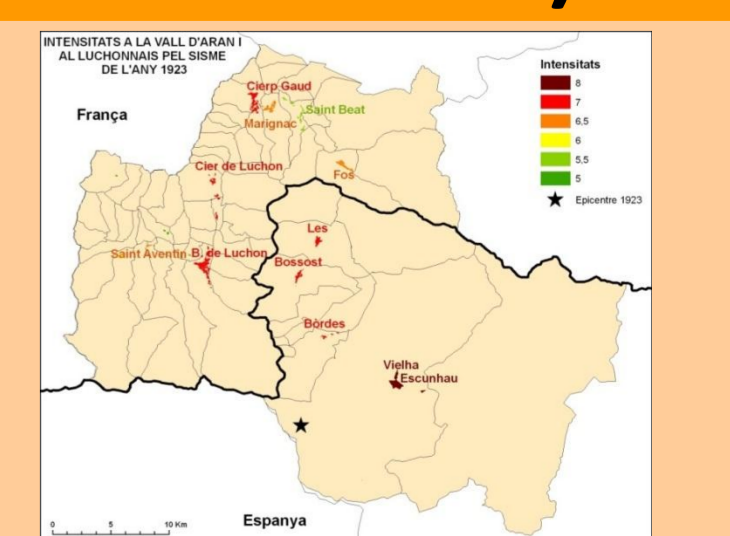 INTENSITATS A LA VALL D'ARAN I
AL LUCHONNAIS PEL SISME
DE L'ANY 1923
Intensitats
8
7
6,5
6
5,5
5
Epicentre 1923
França
Cierp Gaud
Saint Beat
Marignac
Cier de Luchon
Fos
Les
Saint Aventin
B. de Luchon
Bossost
Bòrdes
Vielha
Escunhau
Espanya
0 5 10 Km